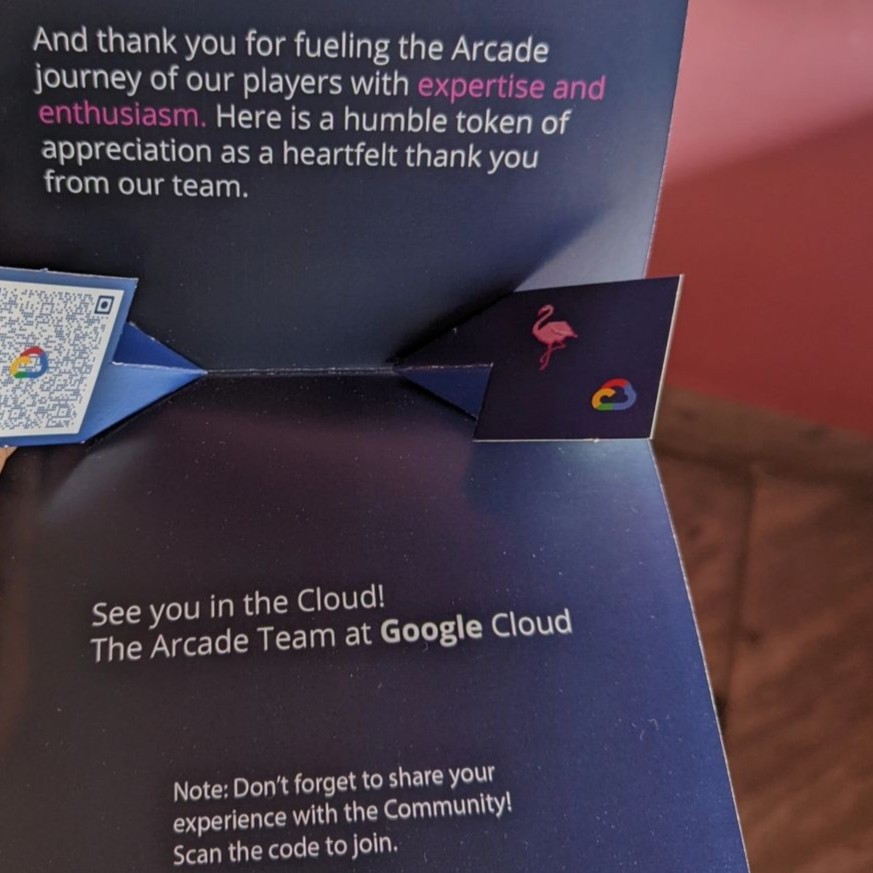 And thank you for fueling the Arcade
journey of our players with expertise and
enthusiasm. Here is a humble token of
appreciation as a heartfelt thank you
from our team.
See you in the Cloud!
The Arcade Team at Google Cloud
Note: Don't forget to share your
experience with the Community!
Scan the code to join.